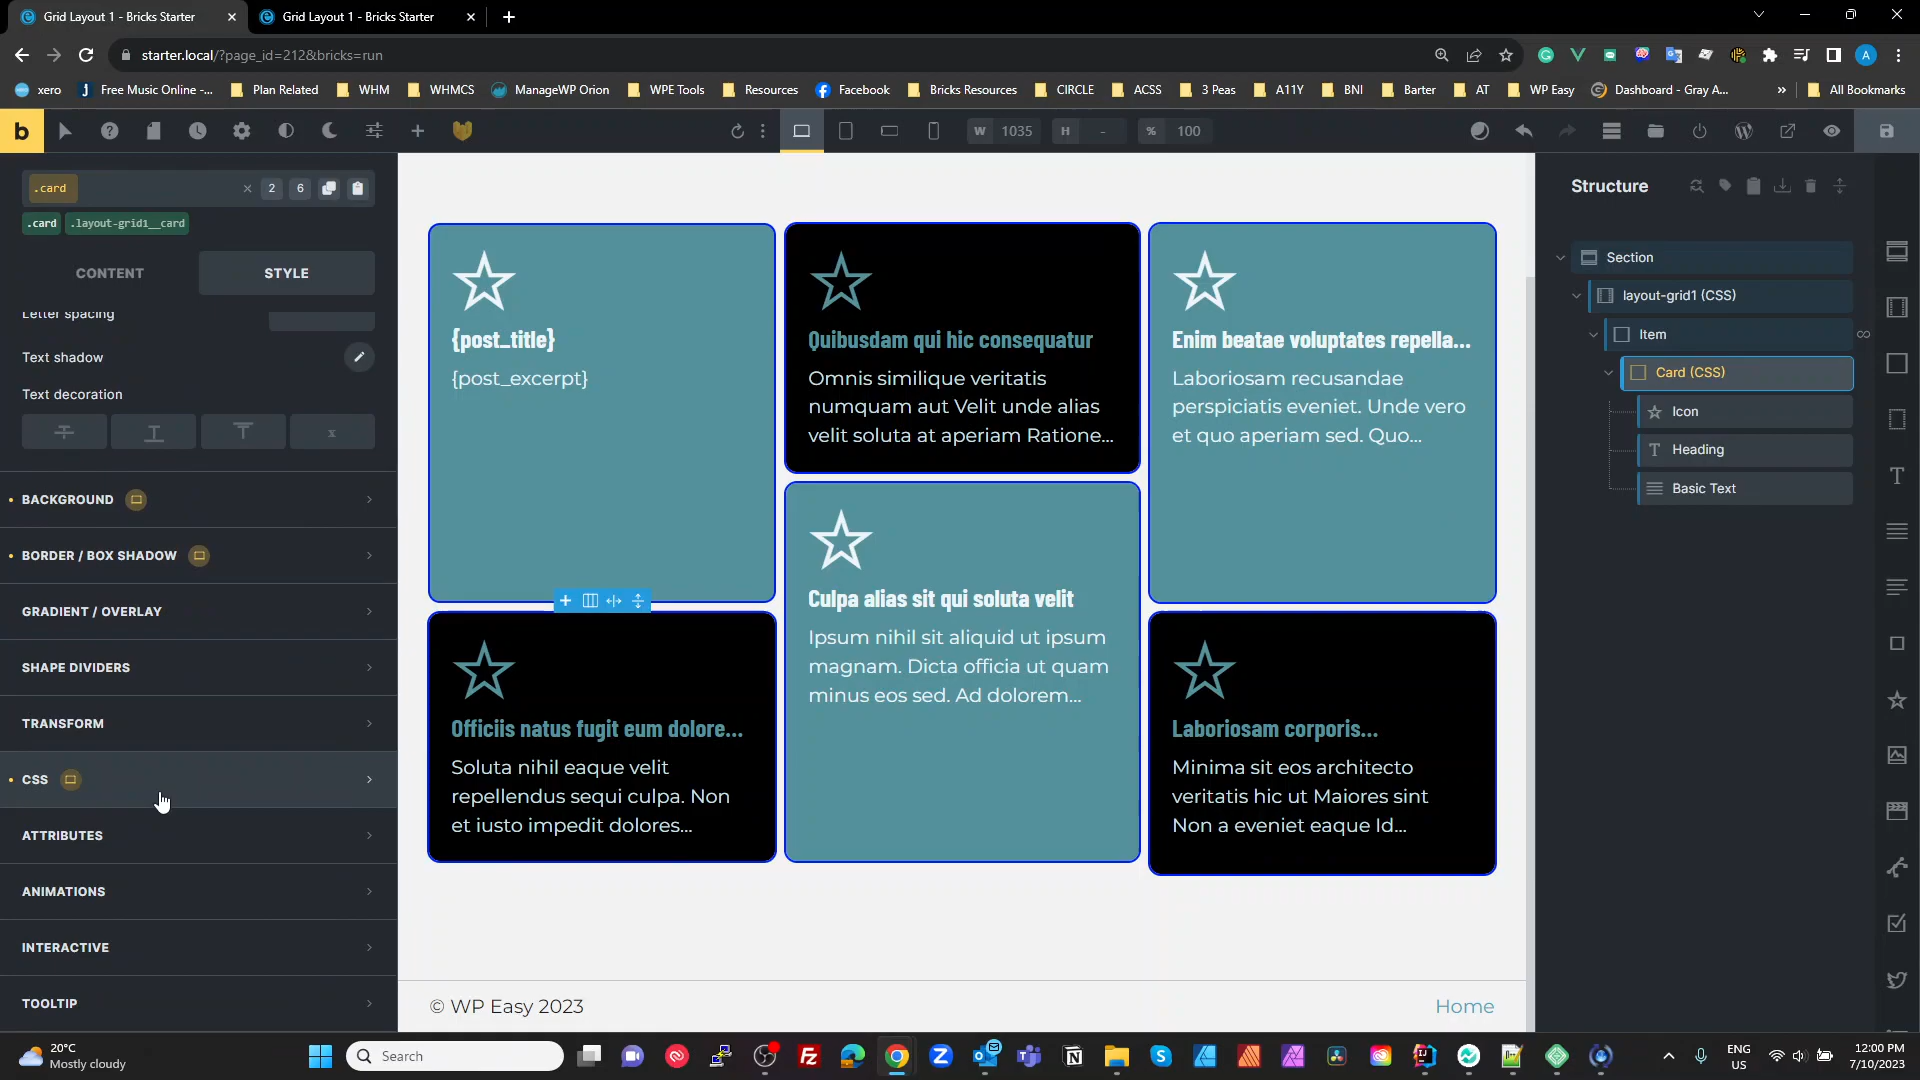 Grid Layout 1 - Bricks Starter
Grid Layout 1 - Bricks Starter
starter.local/?page_id=212&bricks=run
xero
Free Music Online -...
Plan Related
WHM
WHMCS
ManageWP Orion
WPE Tools
Resources
Facebook
Bricks Resources
CIRCLE
ACSS
3 Peas
A11Y
BNI
Barter
AT
WP Easy
Dashboard - Gray A...
»
All Bookmarks
b
W 1035
H -
% 100
.card
2
6
.card
.layout-grid1__card
CONTENT
STYLE
Letter spacing
Text shadow
Text decoration
x
BACKGROUND
BORDER / BOX SHADOW
GRADIENT / OVERLAY
SHAPE DIVIDERS
TRANSFORM
CSS
ATTRIBUTES
ANIMATIONS
INTERACTIVE
TOOLTIP
{post_title}
{post_excerpt}
Quibusdam qui hic consequatur
Omnis similique veritatis
numquam aut Velit unde alias
velit soluta at aperiam Ratione...
Enim beatae voluptates repella...
Laboriosam recusandae
perspiciatis eveniet. Unde vero
et quo aperiam sed. Quo...
Culpa alias sit qui soluta velit
Ipsum nihil sit aliquid ut ipsum
magnam. Dicta officia ut quam
minus eos sed. Ad dolorem...
Officiis natus fugit eum dolore...
Soluta nihil eaque velit
repellendus sequi culpa. Non
et iusto impedit dolores...
Laboriosam corporis...
Minima sit eos architecto
veritatis hic ut Maiores sint
Non a eveniet eaque Id...
© WP Easy 2023
Home
Structure
Section
layout-grid1 (CSS)
Item
Card (CSS)
Icon
Heading
Basic Text
20°C
Mostly cloudy
Search
ENG
US
12:00 PM
7/10/2023